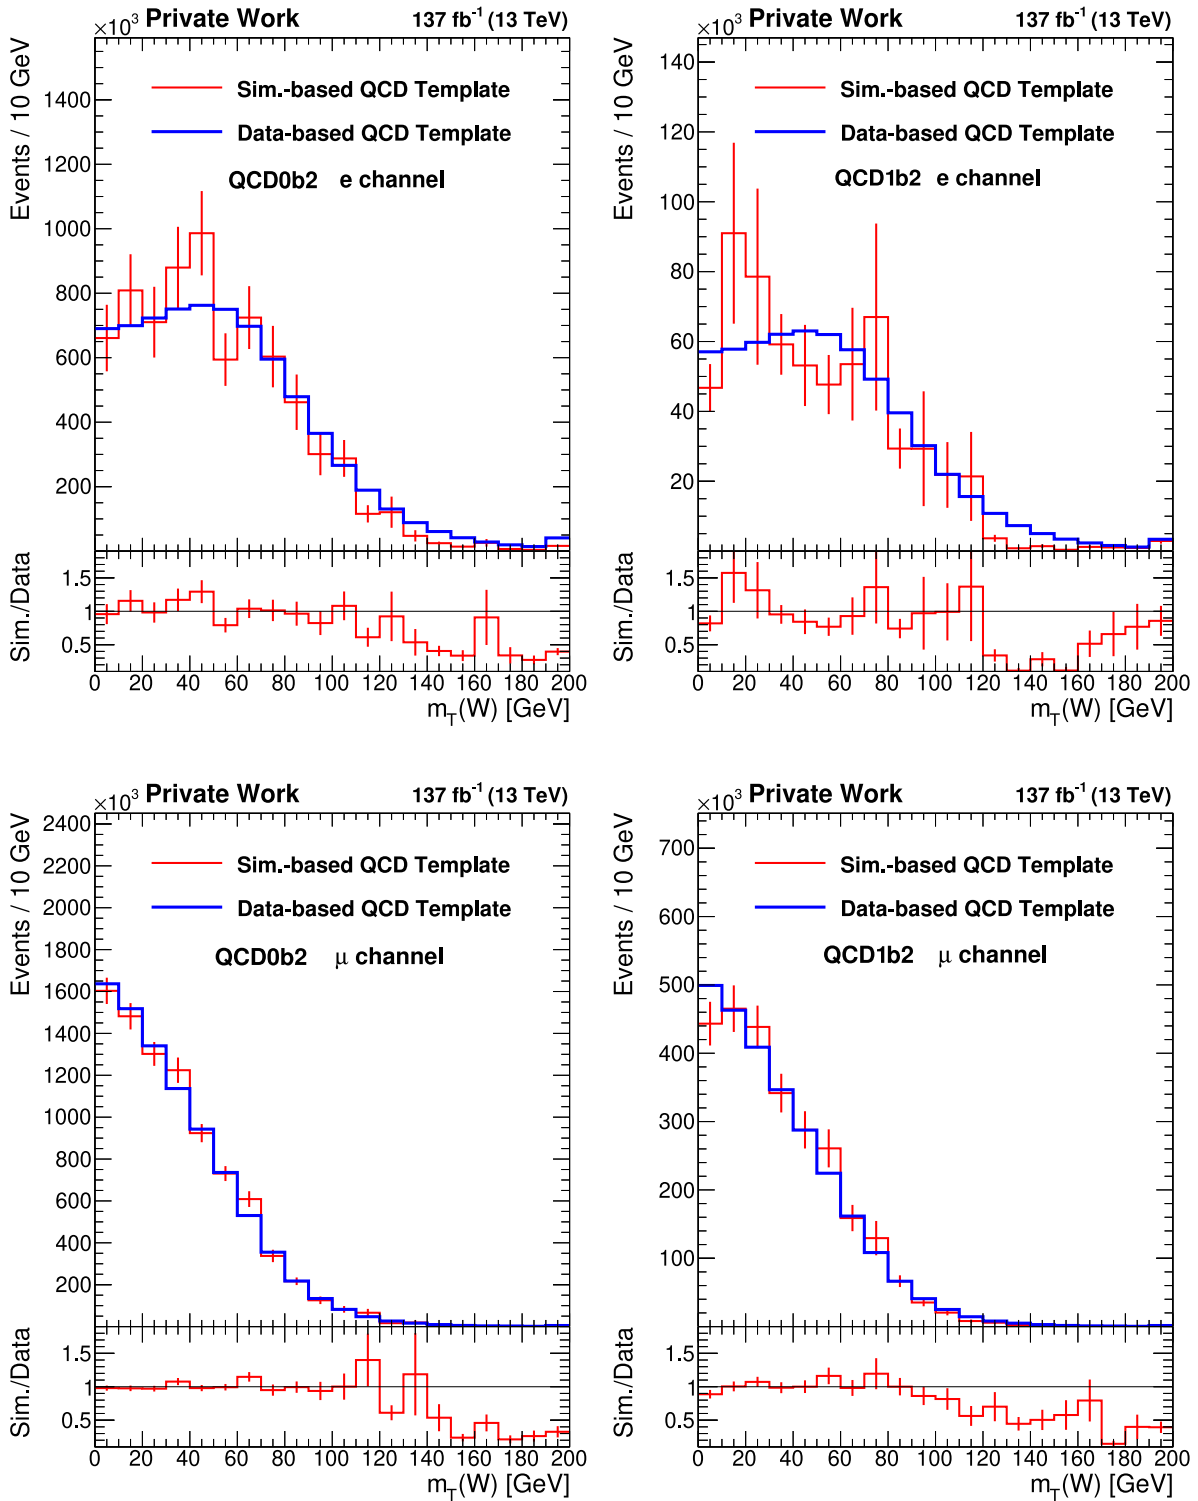 ×10³ Private Work 137 fb⁻¹ (13 TeV)
Events / 10 GeV
1400
1200
1000
800
600
400
200
Sim.-based QCD Template
Data-based QCD Template
QCD0b2 e channel
Sim./Data
1.5
1
0.5
0 20 40 60 80 100 120 140 160 180 200
m_T(W) [GeV]
×10³ Private Work 137 fb⁻¹ (13 TeV)
Events / 10 GeV
140
120
100
80
60
40
20
Sim.-based QCD Template
Data-based QCD Template
QCD1b2 e channel
Sim./Data
1.5
1
0.5
0 20 40 60 80 100 120 140 160 180 200
m_T(W) [GeV]
×10³ Private Work 137 fb⁻¹ (13 TeV)
Events / 10 GeV
2400
2200
2000
1800
1600
1400
1200
1000
800
600
400
200
Sim.-based QCD Template
Data-based QCD Template
QCD0b2 μ channel
Sim./Data
1.5
1
0.5
0 20 40 60 80 100 120 140 160 180 200
m_T(W) [GeV]
×10³ Private Work 137 fb⁻¹ (13 TeV)
Events / 10 GeV
700
600
500
400
300
200
100
Sim.-based QCD Template
Data-based QCD Template
QCD1b2 μ channel
Sim./Data
1.5
1
0.5
0 20 40 60 80 100 120 140 160 180 200
m_T(W) [GeV]